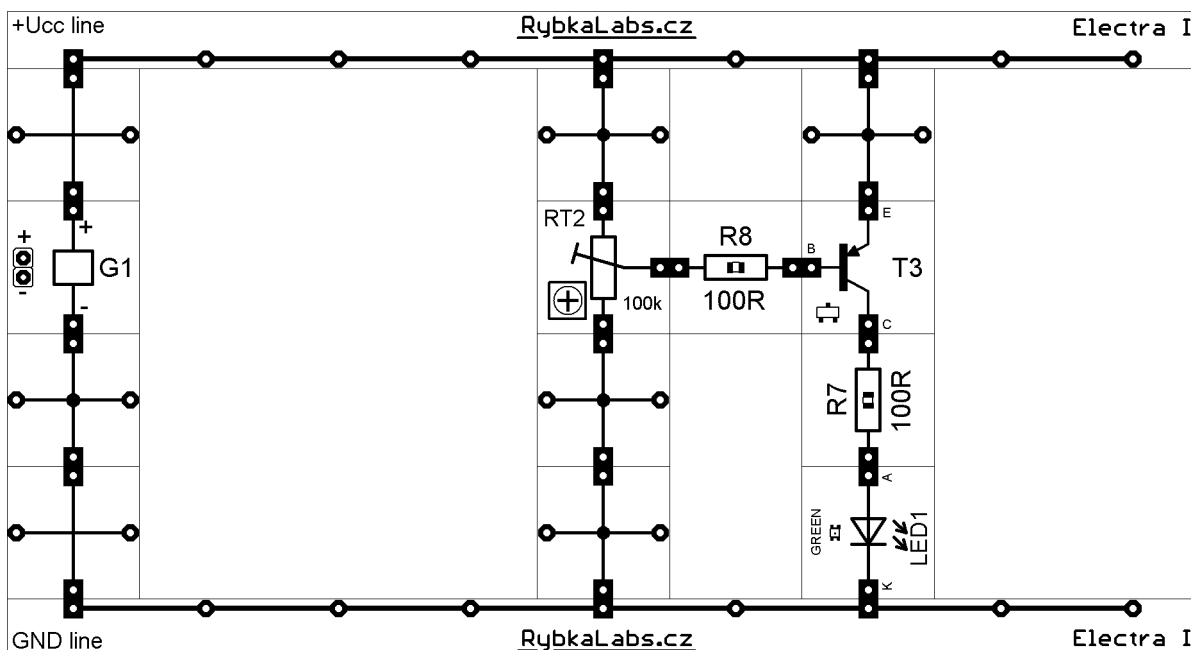 +Ucc line
RybkaLabs.cz
Electra I
RT2
100k
R8
100R
E
B
T3
C
+
-
+
G1
-
R7
100R
A
GREEN
LED1
K
GND line
RybkaLabs.cz
Electra I